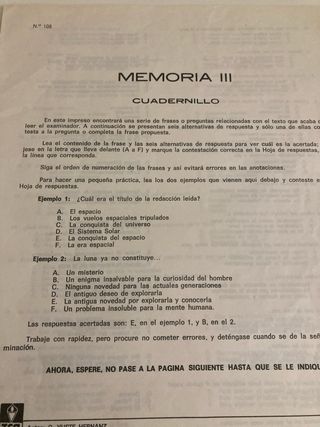 N.º 108
MEMORIA III
CUADERNILLO
En este impreso encontrará una serie de frases o preguntas relacionadas con el texto que acaba
leer el examinador. A continuación se presentan seis alternativas de respuesta y sólo una de ellas
testa a la pregunta o completa la frase propuesta.
Lea el contenido de la frase y las seis alternativas de respuesta para ver cuál es la acertada;
jese en la letra que lleva delante (A a F) y marque la contestación correcta en la Hoja de respuestas,
la línea que corresponda.
Siga el orden de numeración de las frases y así evitará errores en las anotaciones.
Para hacer una pequeña práctica, lea los dos ejemplos que vienen aquí debajo y conteste
Hoja de respuestas.
Ejemplo 1: ¿Cuál era el título de la redacción leída?
A. El espacio
B. Los vuelos espaciales tripulados
C. La conquista del universo
D. El Sistema Solar
E. La conquista del espacio
F. La era espacial
Ejemplo 2: La luna ya no constituye...
A. Un misterio
B. Un enigma insalvable para la curiosidad del hombre
C. Ninguna novedad para las actuales generaciones
D. El antiguo deseo de explorarla
E. La antigua novedad por explorarla y conocerla
F. Un problema insoluble para la mente humana.
Las respuestas acertadas son: E, en el ejemplo 1, y B, en el 2.
Trabaje con rapidez, pero procure no cometer errores, y deténgase cuando se de la señ
minación.
AHORA, ESPERE, NO PASE A LA PAGINA SIGUIENTE HASTA QUE SE LE INDIQU